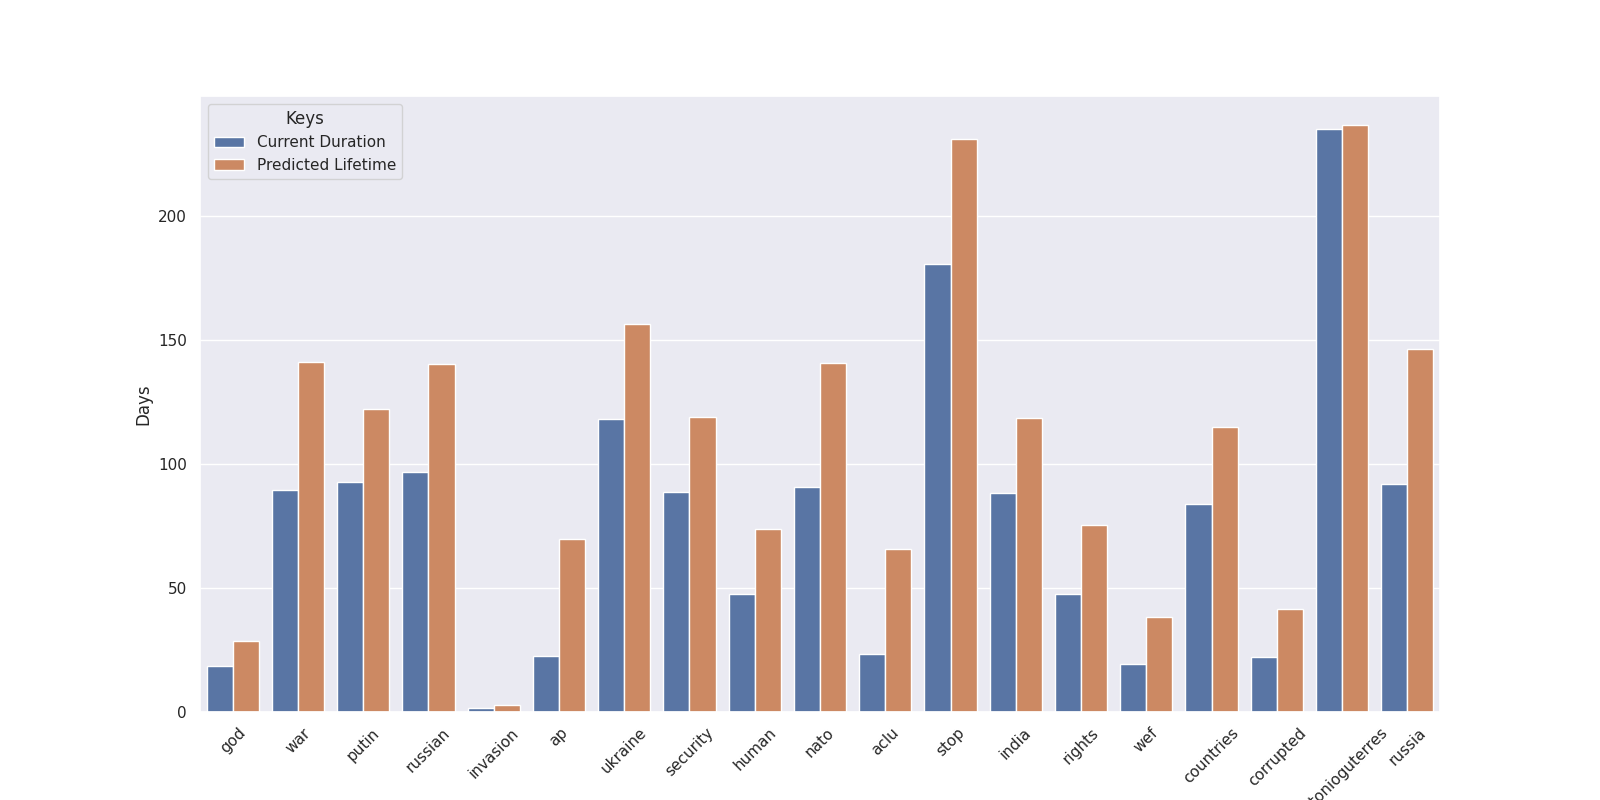 Keys
Current Duration
Predicted Lifetime
Days
200
150
100
50
0
god
war
putin
russian
invasion
ap
ukraine
security
human
nato
aclu
stop
india
rights
wef
countries
corrupted
tonioguterres
russia